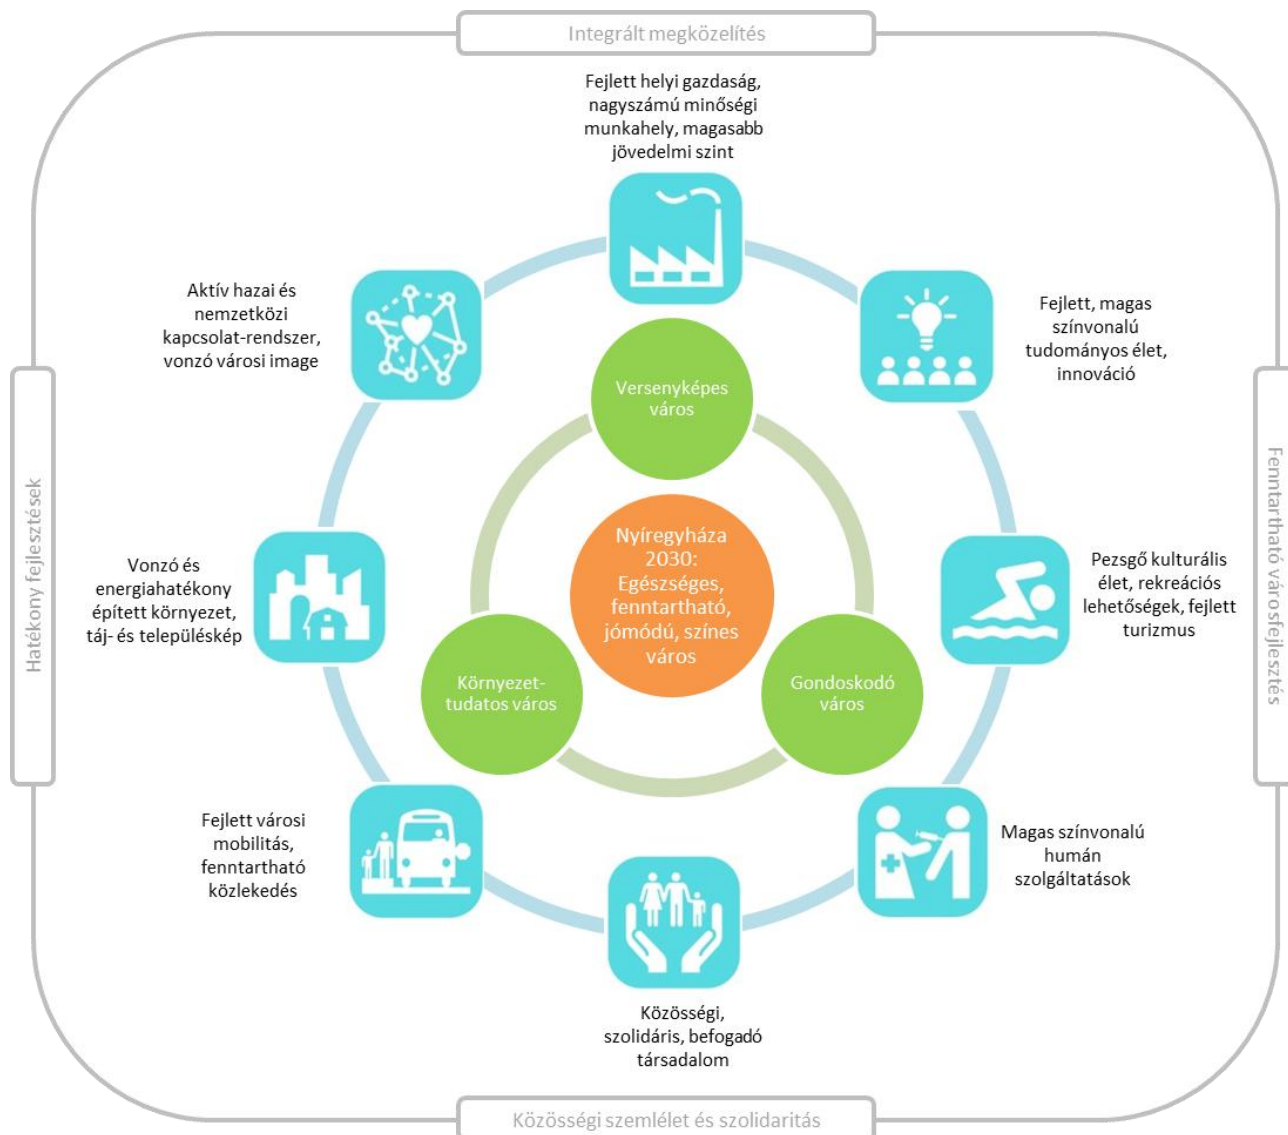 Integrált megközelítés
Fejlett helyi gazdaság,
nagyszámú minőségi
munkahely, magasabb
jövedelmi szint
Aktív hazai és
nemzetközi
kapcsolat-rendszer,
vonzó városi image
Fejlett, magas
színvonalú
tudományos élet,
innováció
Versenyképes
város
Hatékony fejlesztések
Fenntartható városfejlesztés
Vonzó és
energiahatékony
épített környezet,
táj- és településkép
Nyíregyháza
2030:
Egészséges,
fenntartható,
jómódú, színes
város
Pezsgő kulturális
élet, rekreációs
lehetőségek, fejlett
turizmus
Környezet-
tudatos város
Gondoskodó
város
Fejlett városi
mobilitás,
fenntartható
közlekedés
Magas színvonalú
humán
szolgáltatások
Közösségi,
szolidáris, befogadó
társadalom
Közösségi szemlélet és szolidaritás